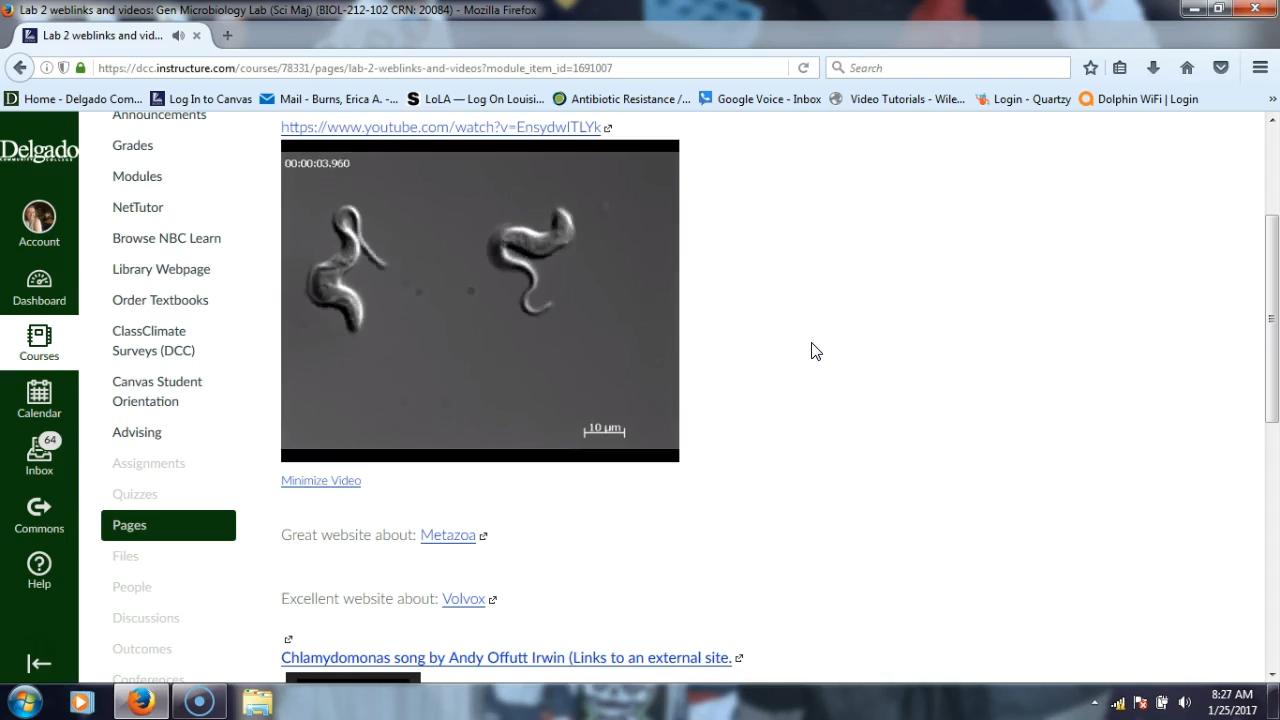 Lab 2 weblinks and videos: Gen Microbiology Lab (Sci Maj) (BIOL-212-102 CRN: 20084) - Mozilla Firefox
Lab 2 weblinks and vid...
https://dcc.instructure.com/courses/78331/pages/lab-2-weblinks-and-videos?module_item_id=1691007
Search
Home - Delgado Com...
Log In to Canvas
Mail - Burns, Erica A. -...
LoLA — Log On Louisi...
Antibiotic Resistance /...
Google Voice - Inbox
Video Tutorials - Wile...
Login - Quartzy
Dolphin WiFi | Login
Delgado
COMMUNITY COLLEGE
Account
Dashboard
Courses
Calendar
64
Inbox
Commons
Help
Announcements
Grades
Modules
NetTutor
Browse NBC Learn
Library Webpage
Order Textbooks
ClassClimate
Surveys (DCC)
Canvas Student
Orientation
Advising
Assignments
Quizzes
Pages
Files
People
Discussions
Outcomes
Conferences
https://www.youtube.com/watch?v=EnsydwITLYk
00:00:03.960
10 µm
Minimize Video
Great website about: Metazoa
Excellent website about: Volvox
Chlamydomonas song by Andy Offutt Irwin (Links to an external site.
8:27 AM
1/25/2017